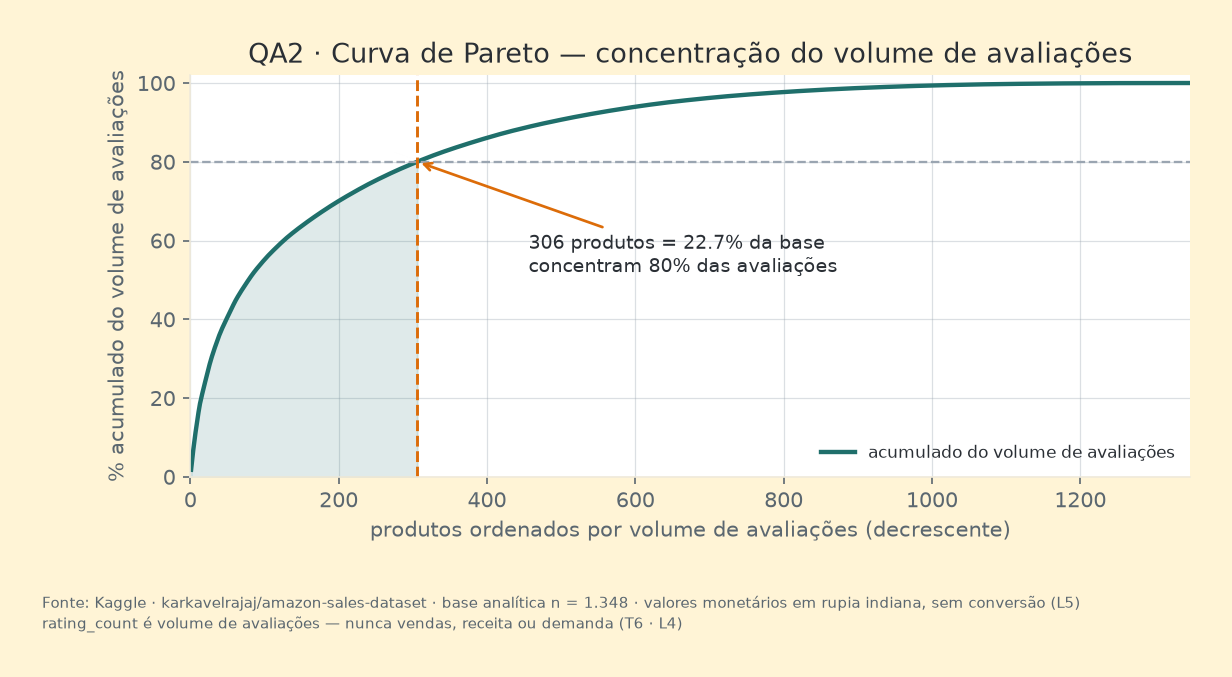 QA2 · Curva de Pareto — concentração do volume de avaliações
% acumulado do volume de avaliações
100
80
60
40
20
0
306 produtos = 22.7% da base
concentram 80% das avaliações
acumulado do volume de avaliações
0 200 400 600 800 1000 1200
produtos ordenados por volume de avaliações (decrescente)
Fonte: Kaggle · karkavelrajaj/amazon-sales-dataset · base analítica n = 1.348 · valores monetários em rupia indiana, sem conversão (L5)
rating_count é volume de avaliações — nunca vendas, receita ou demanda (T6 · L4)